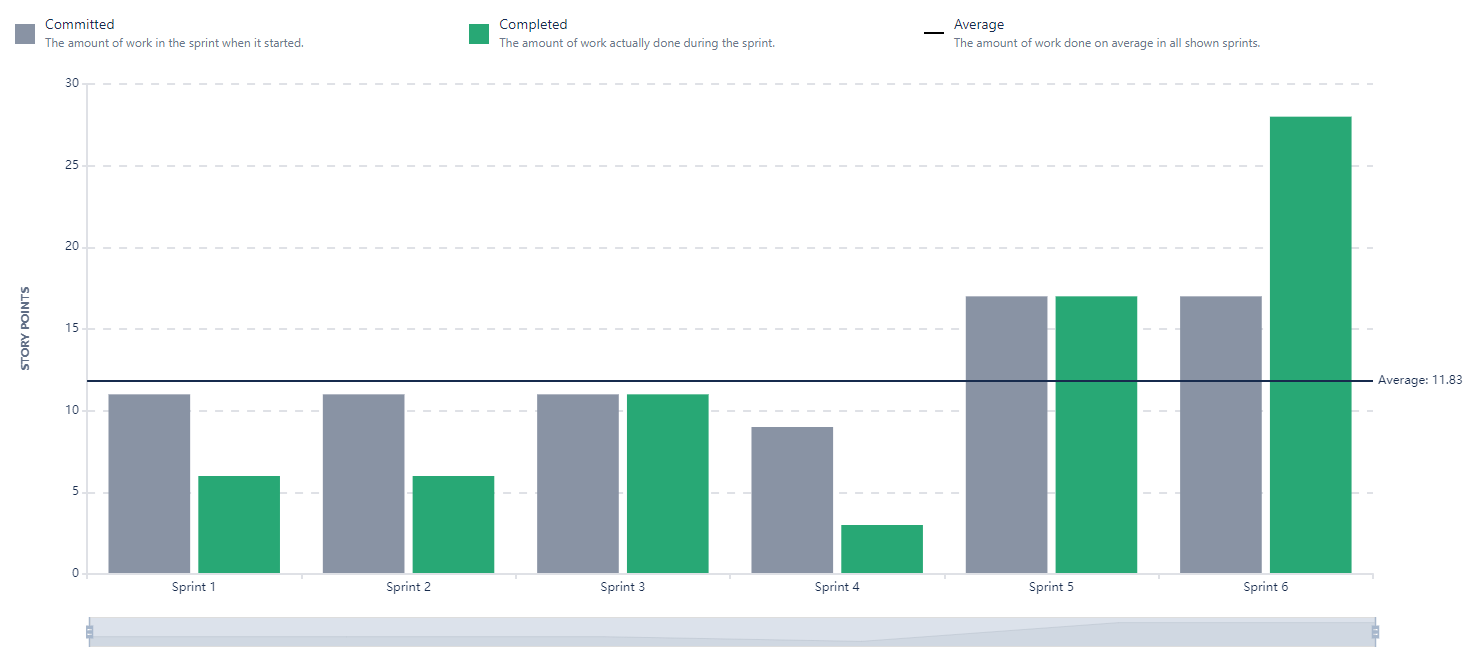 Committed
The amount of work in the sprint when it started.
Completed
The amount of work actually done during the sprint.
Average
The amount of work done on average in all shown sprints.
STORY POINTS
30
25
20
15
10
5
0
Average: 11.83
Sprint 1
Sprint 2
Sprint 3
Sprint 4
Sprint 5
Sprint 6